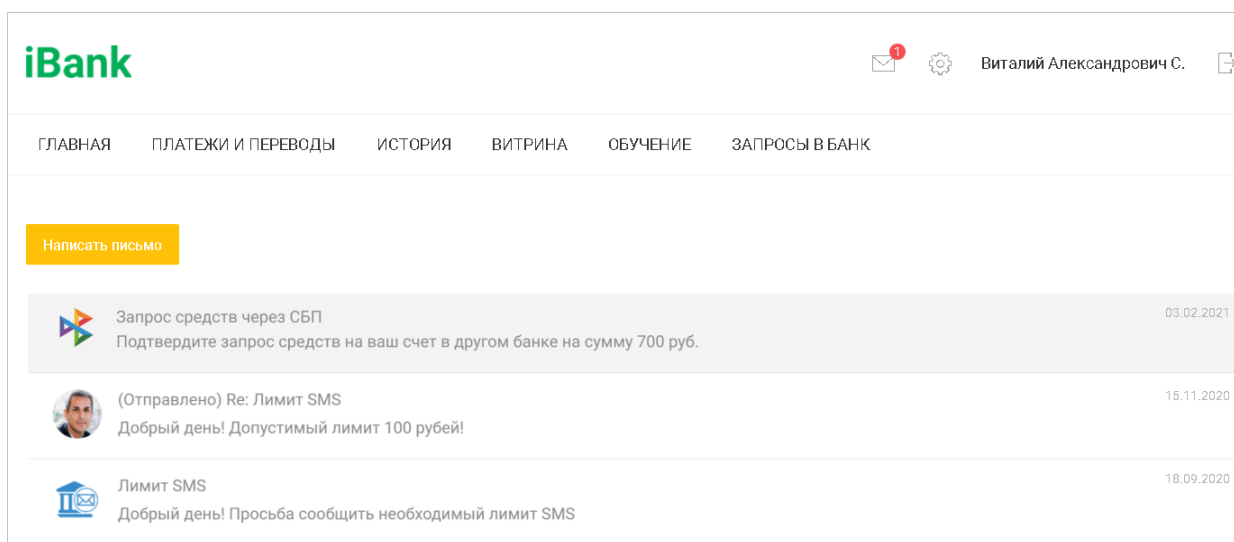 iBank
1
Виталий Александрович С.
ГЛАВНАЯ ПЛАТЕЖИ И ПЕРЕВОДЫ ИСТОРИЯ ВИТРИНА ОБУЧЕНИЕ ЗАПРОСЫ В БАНК
Написать письмо
Запрос средств через СБП 03.02.2021
Подтвердите запрос средств на ваш счет в другом банке на сумму 700 руб.
(Отправлено) Re: Лимит SMS 15.11.2020
Добрый день! Допустимый лимит 100 рублей!
Лимит SMS 18.09.2020
Добрый день! Просьба сообщить необходимый лимит SMS